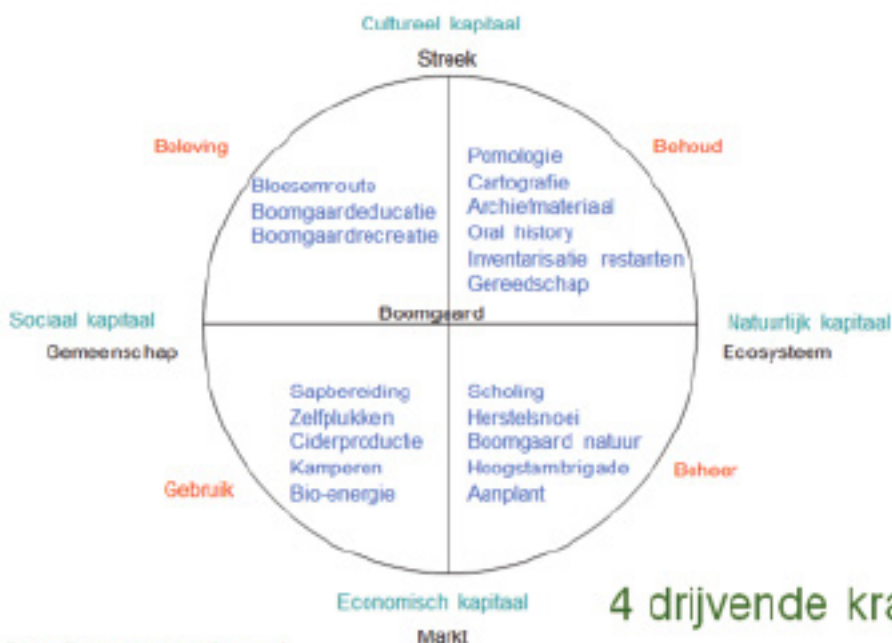 Cultureel kapitaal
Streek
Beleving
Behoud
Bloesemroute
Boomgaardeducatie
Boomgaardrecreatie
Pomologie
Cartografie
Archiefmateriaal
Oral history
Inventarisatie restanten
Gereedschap
Boomgaard
Sociaal kapitaal
Gemeenschap
Natuurlijk kapitaal
Ecosysteem
Sapbereiding
Zelfplukken
Ciderproductie
Kamperen
Bio-energie
Scholing
Herstelsnoei
Boomgaard natuur
Hoogstambrigade
Aanplant
Gebruik
Beheer
Economisch kapitaal
Markt
4 drijvende kra